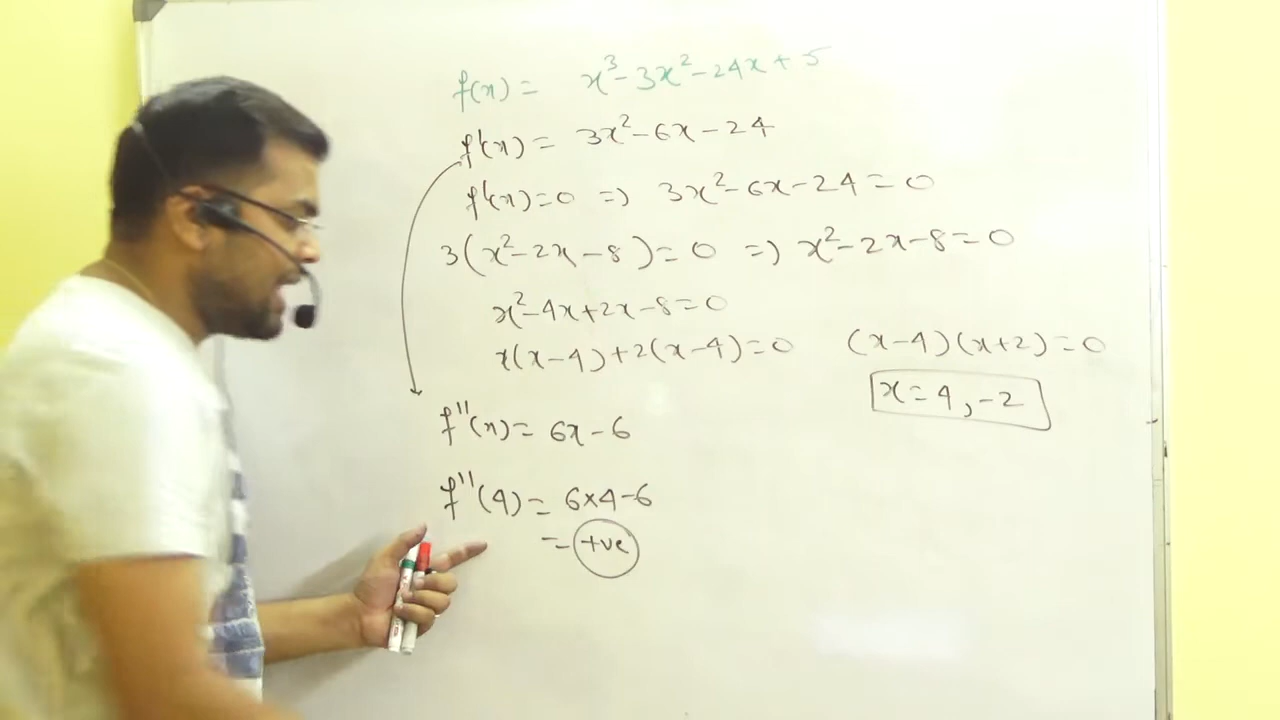 f(x) = x³-3x²-24x+5
f'(x) = 3x²-6x-24
f'(x)=0 => 3x²-6x-24=0
3(x²-2x-8)=0 => x²-2x-8=0
x²-4x+2x-8=0
x(x-4)+2(x-4)=0 (x-4)(x+2)=0
x=4,-2
f''(x)= 6x-6
f''(4)= 6×4-6
= +ve